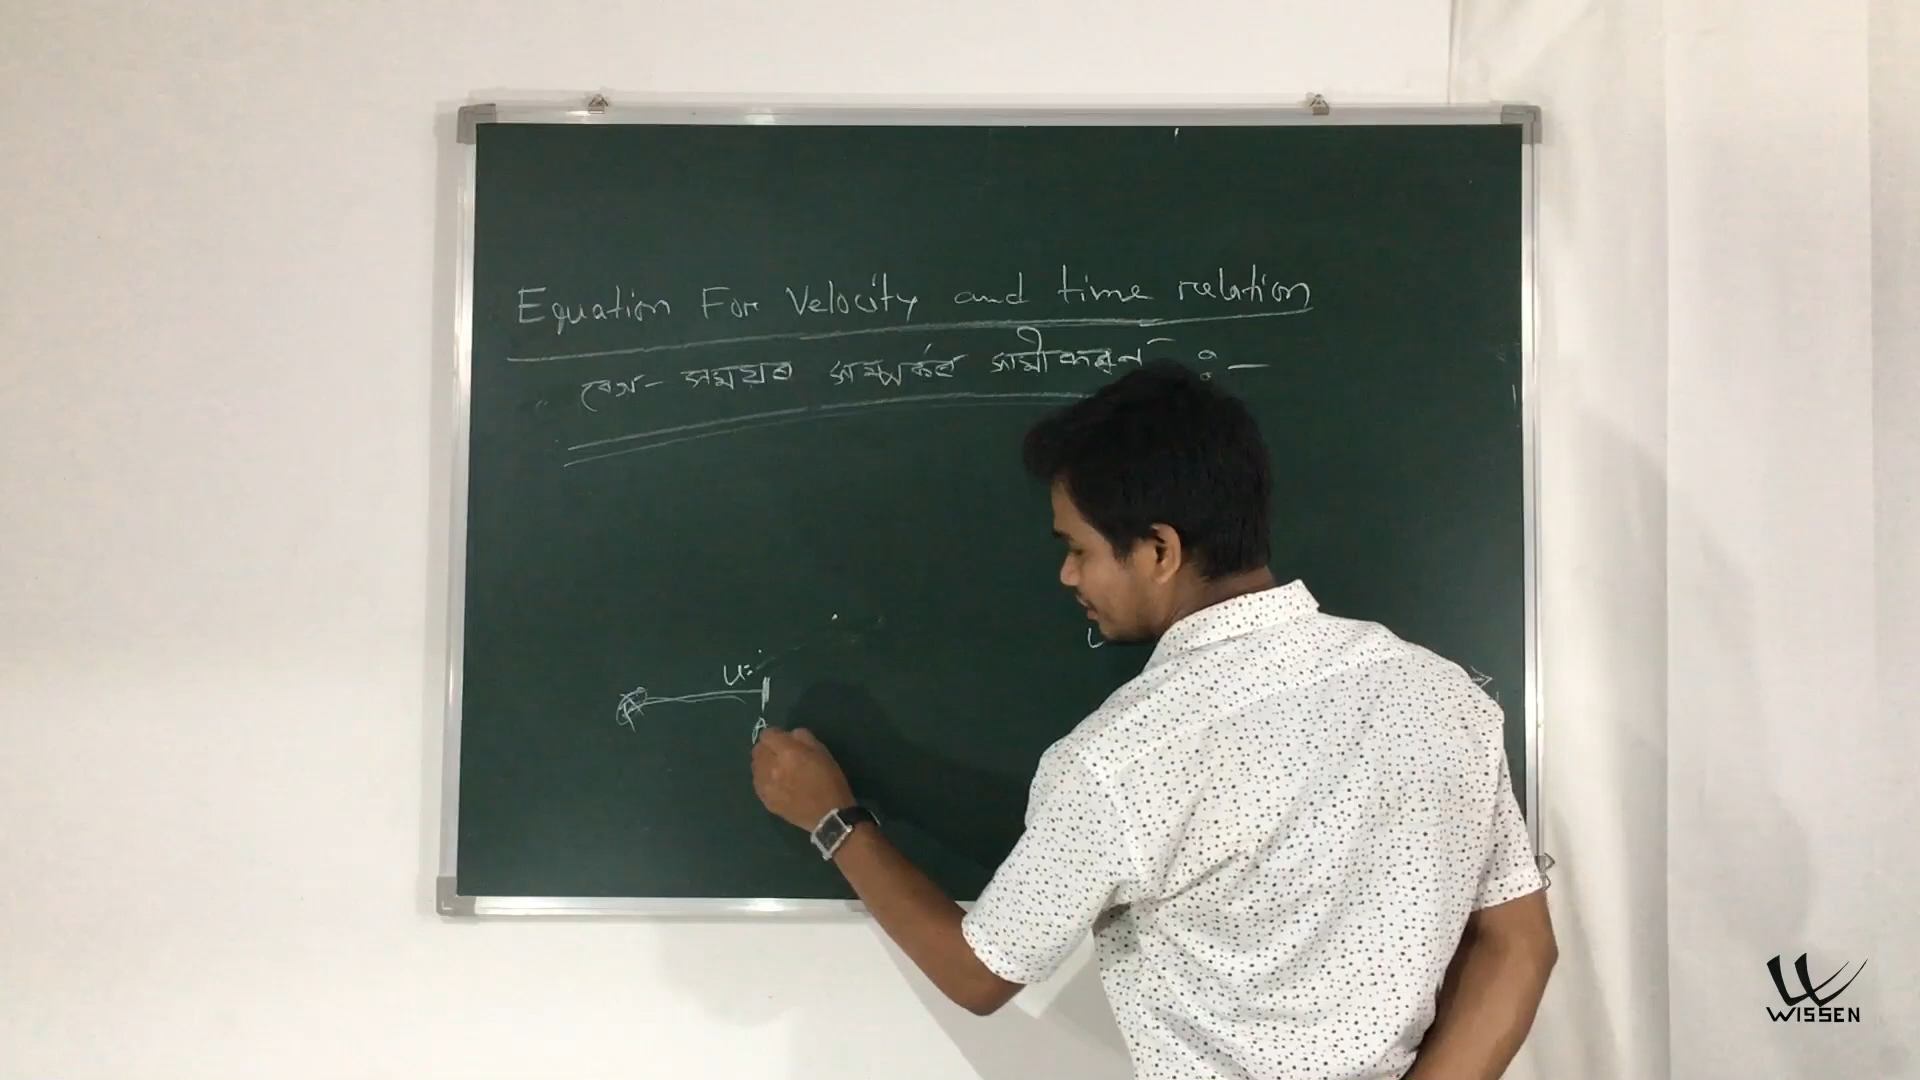 Equation For Velocity and time relation
বেগ- সময়ৰ সম্পৰ্কৰ সমীকৰণ :-
u=
A
WISSEN